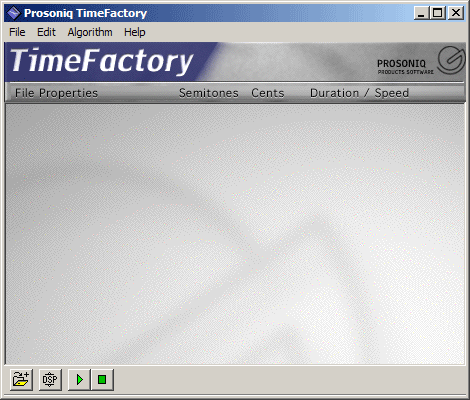 Prosoniq TimeFactory
File Edit Algorithm Help
TimeFactory
PROSONIQ
PRODUCTS SOFTWARE
File Properties Semitones Cents Duration / Speed
DSP